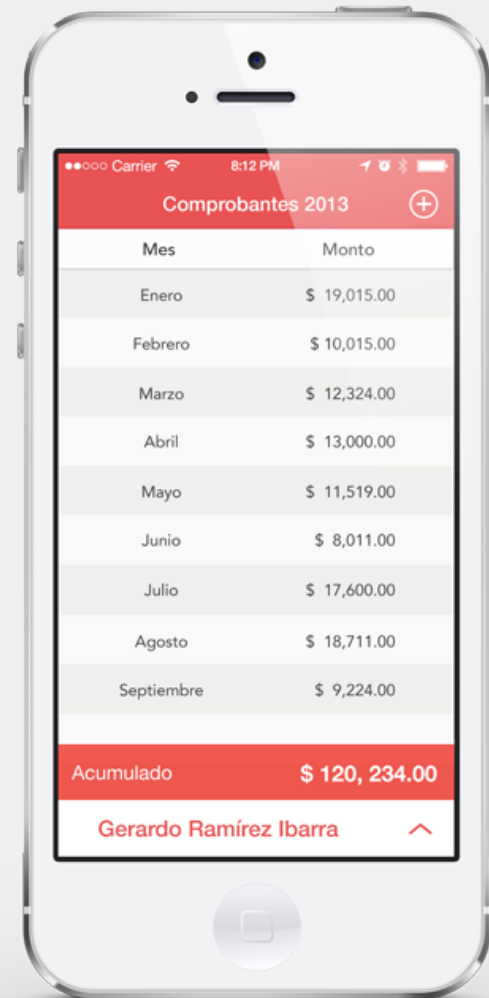 Carrier 8:12 PM
Comprobantes 2013
Mes Monto
Enero $ 19,015.00
Febrero $ 10,015.00
Marzo $ 12,324.00
Abril $ 13,000.00
Mayo $ 11,519.00
Junio $ 8,011.00
Julio $ 17,600.00
Agosto $ 18,711.00
Septiembre $ 9,224.00
Acumulado $ 120, 234.00
Gerardo Ramírez Ibarra